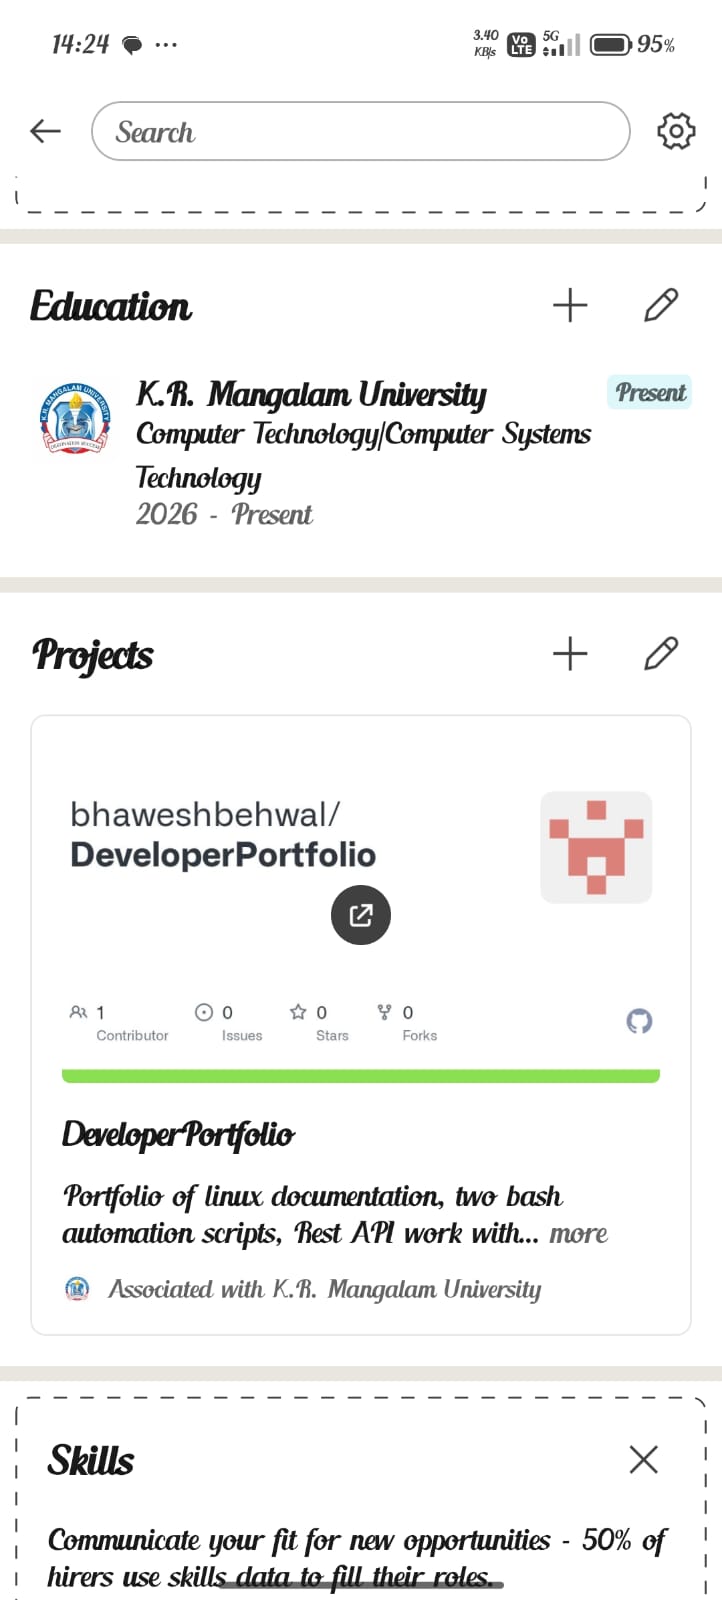 14:24
3.40 KB/s Vo LTE 5G 95%
Search
Education
K.R. Mangalam University
Present
Computer Technology/Computer Systems
Technology
2026 - Present
Projects
bhaweshbehwal/
DeveloperPortfolio
1 0 0 0
Contributor Issues Stars Forks
DeveloperPortfolio
Portfolio of linux documentation, two bash
automation scripts, Rest API work with... more
Associated with K.R. Mangalam University
Skills
Communicate your fit for new opportunities - 50% of
hirers use skills data to fill their roles.